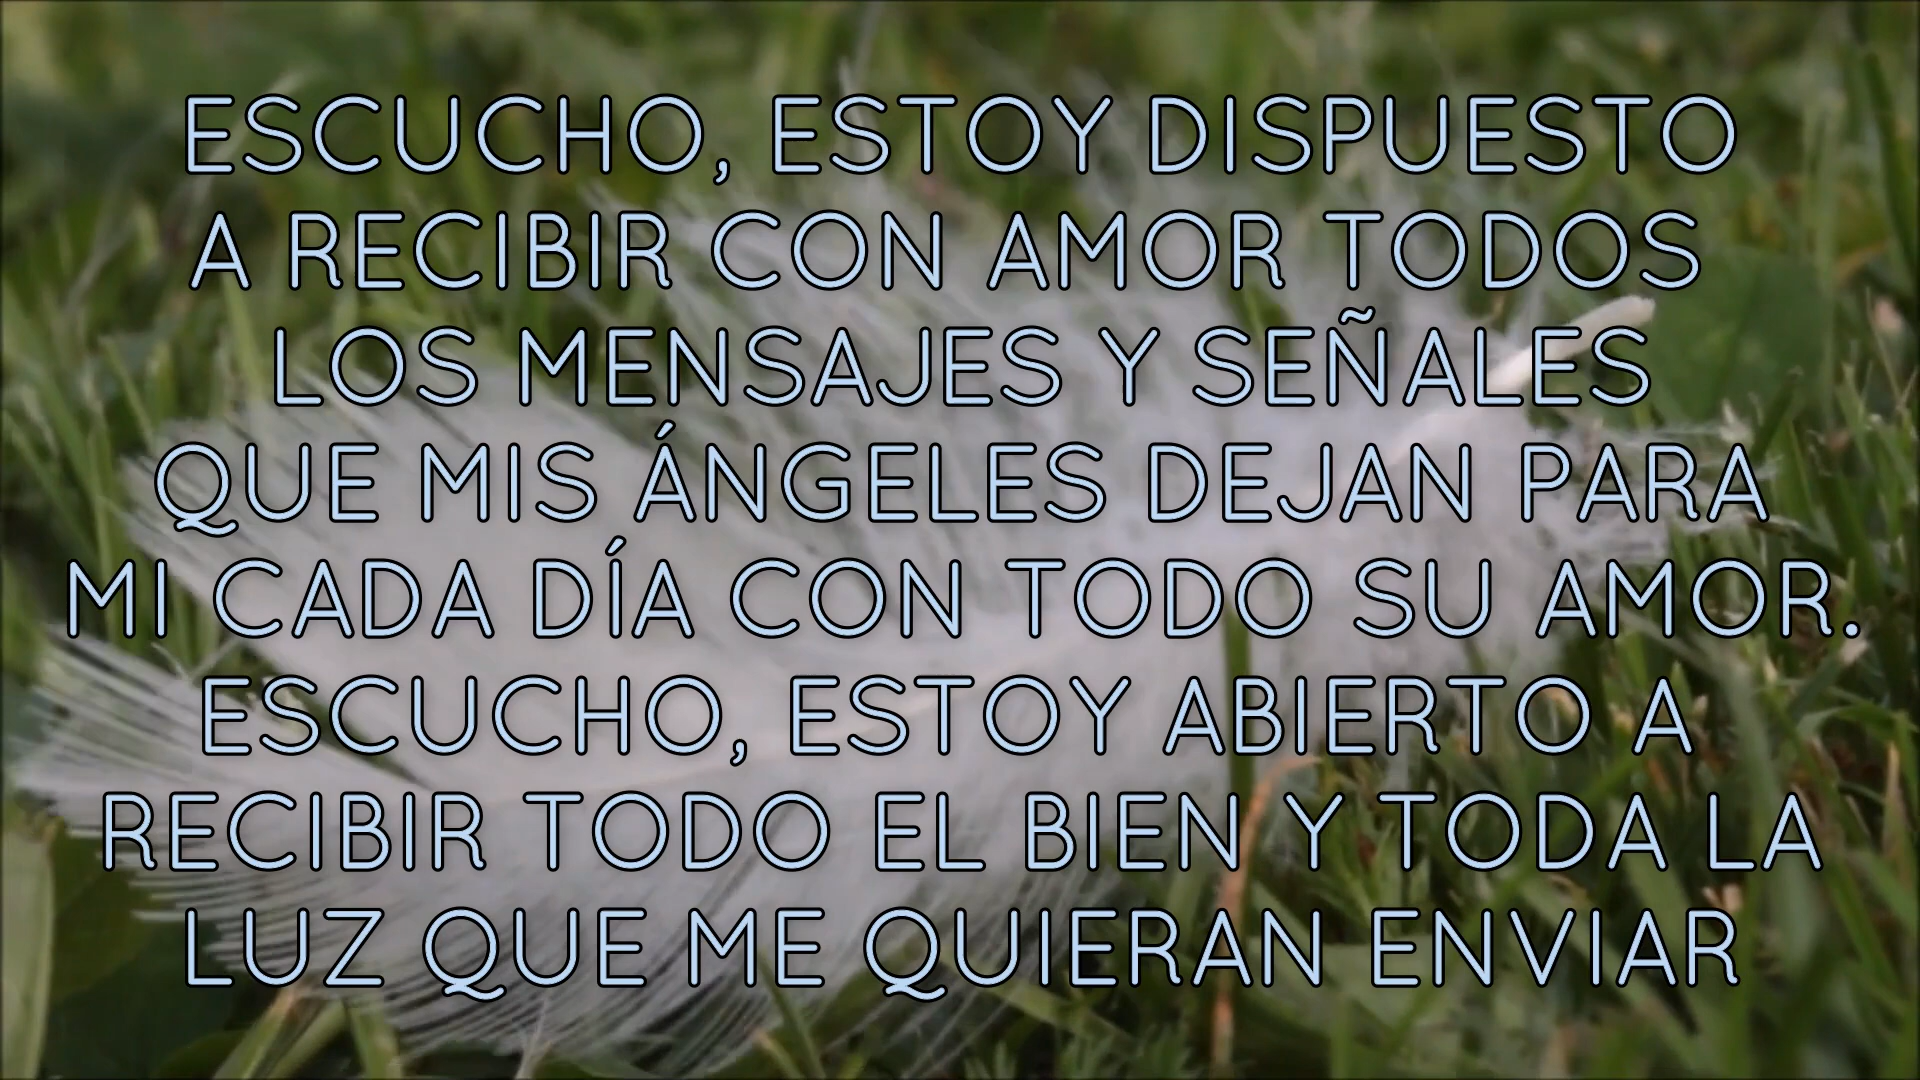 ESCUCHO, ESTOY DISPUESTO
A RECIBIR CON AMOR TODOS
LOS MENSAJES Y SEÑALES
QUE MIS ÁNGELES DEJAN PARA
MI CADA DÍA CON TODO SU AMOR.
ESCUCHO, ESTOY ABIERTO A
RECIBIR TODO EL BIEN Y TODA LA
LUZ QUE ME QUIERAN ENVIAR